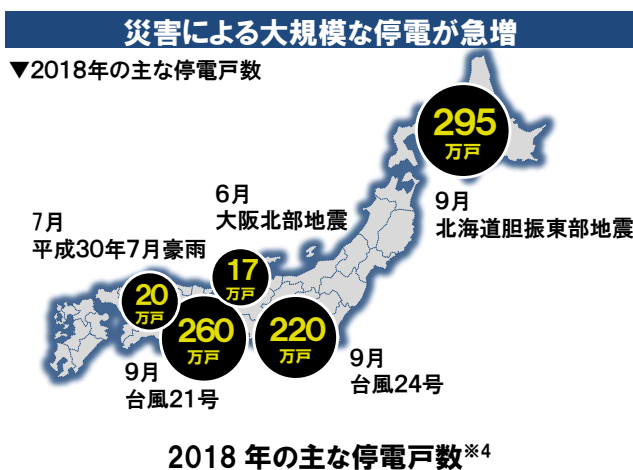 災害による大規模な停電が急増
▼2018年の主な停電戸数
295
万戸
9月
北海道胆振東部地震
6月
大阪北部地震
17
万戸
7月
平成30年7月豪雨
20
万戸
260
万戸
9月
台風21号
220
万戸
9月
台風24号
2018 年の主な停電戸数※4